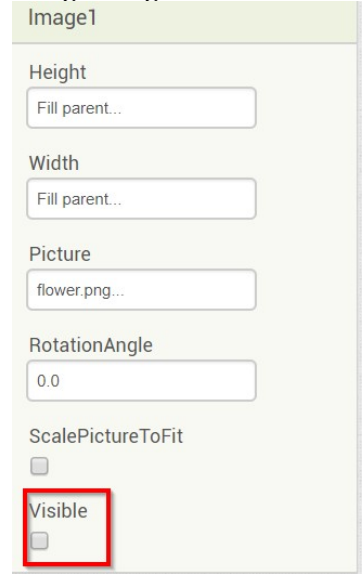 Image1
Height
Fill parent...
Width
Fill parent...
Picture
flower.png...
RotationAngle
0.0
ScalePictureToFit
Visible